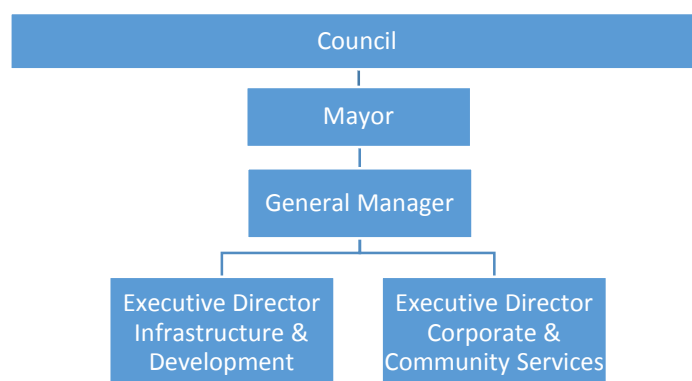 Council
Mayor
General Manager
Executive Director
Infrastructure &
Development
Executive Director
Corporate &
Community Services